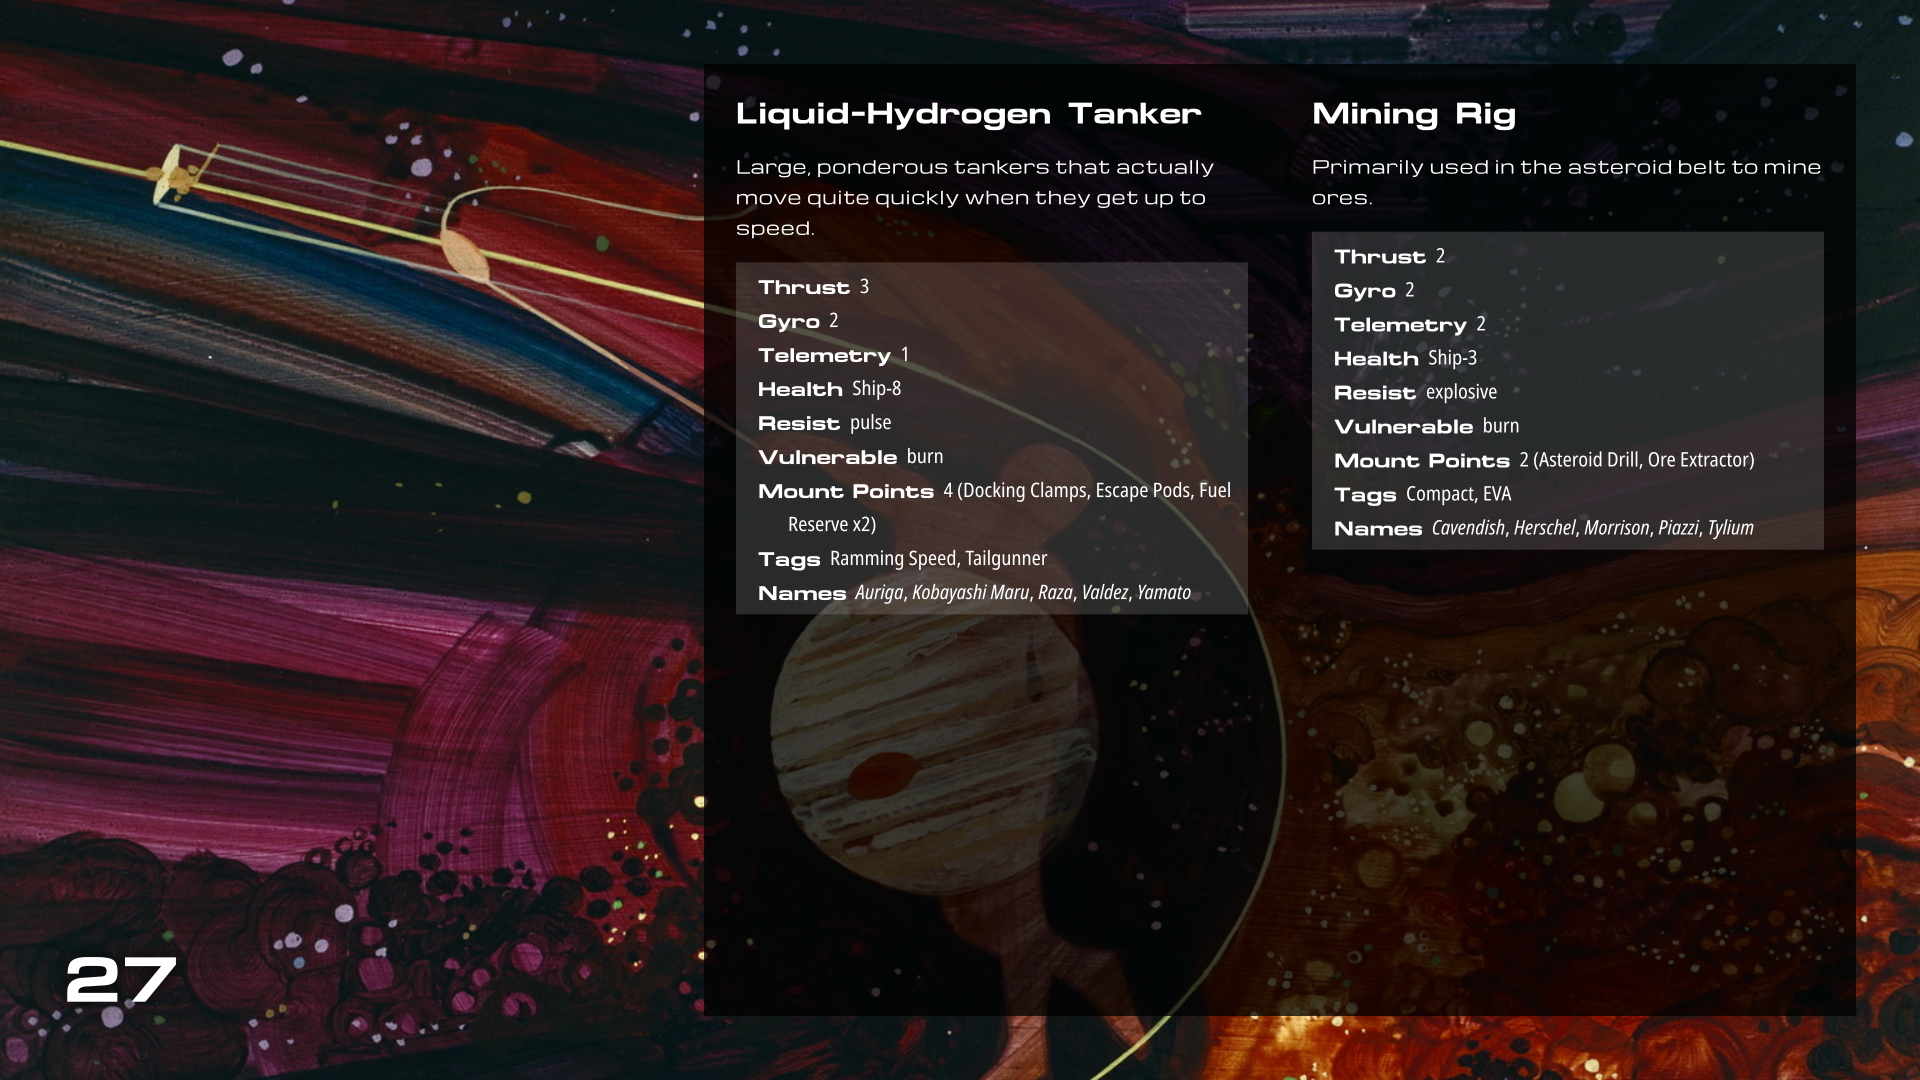 Liquid-Hydrogen Tanker
Large, ponderous tankers that actually
move quite quickly when they get up to
speed.
Thrust 3
Gyro 2
Telemetry 1
Health Ship-8
Resist pulse
Vulnerable burn
Mount Points 4 (Docking Clamps, Escape Pods, Fuel
Reserve x2)
Tags Ramming Speed, Tailgunner
Names Auriga, Kobayashi Maru, Raza, Valdez, Yamato
Mining Rig
Primarily used in the asteroid belt to mine
ores.
Thrust 2
Gyro 2
Telemetry 2
Health Ship-3
Resist explosive
Vulnerable burn
Mount Points 2 (Asteroid Drill, Ore Extractor)
Tags Compact, EVA
Names Cavendish, Herschel, Morrison, Piazzi, Tylium
27